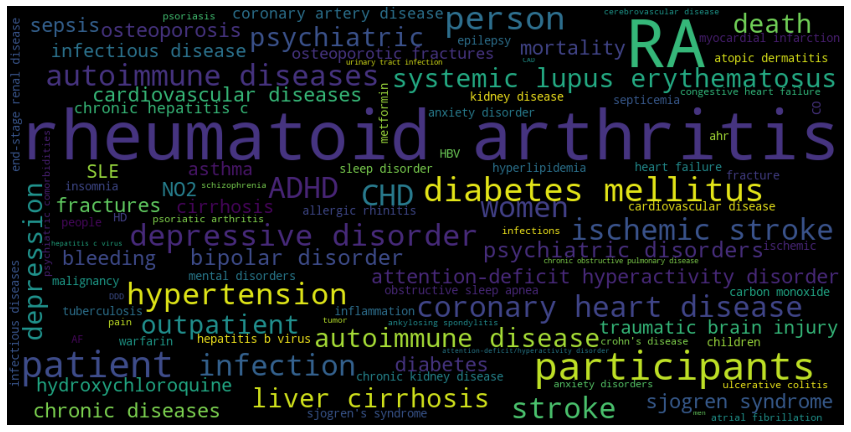 psoriasis
coronary artery disease
cerebrovascular disease
sepsis
osteoporosis
person
RA
death
psychiatric
epilepsy
mortality
myocardial infarction
infectious disease
osteoporotic fractures
atopic dermatitis
urinary tract infection
CAD
end-stage renal disease
autoimmune diseases
systemic lupus erythematosus
cardiovascular diseases
metformin
kidney disease
septicemia
congestive heart failure
chronic hepatitis c
anxiety disorder
CO
rheumatoid arthritis
ahr
HBV
SLE
asthma
sleep disorder
hyperlipidemia
heart failure
fracture
insomnia
NO2
schizophrenia
ADHD
CHD
diabetes mellitus
fractures
cirrhosis
allergic rhinitis
women
cardiovascular disease
people
HD
psoriatic arthritis
depression
psychiatric comorbidities
depressive disorder
infections
ischemic stroke
hepatitis c virus
bleeding
bipolar disorder
psychiatric disorders
ischemic
chronic obstructive pulmonary disease
infectious diseases
mental disorders
attention-deficit hyperactivity disorder
malignancy
obstructive sleep apnea
carbon monoxide
DDD
hypertension
coronary heart disease
tuberculosis
inflammation
pain
outpatient
tumor
ankylosing spondylitis
traumatic brain injury
AF
warfarin
hepatitis b virus
autoimmune disease
crohn's disease
children
attention-deficit/hyperactivity disorder
patient
infection
diabetes
participants
hydroxychloroquine
chronic kidney disease
anxiety disorders
ulcerative colitis
liver cirrhosis
stroke
sjogren syndrome
chronic diseases
sjogren's syndrome
men
atrial fibrillation